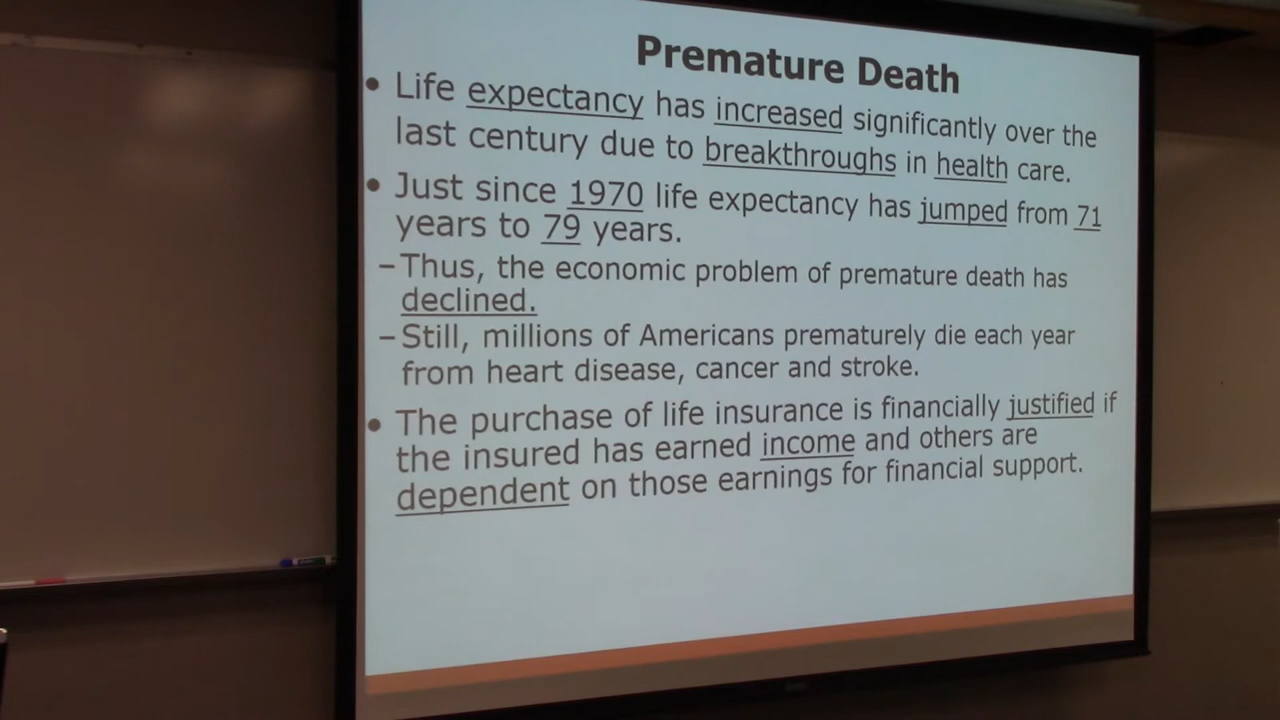 Premature Death
• Life expectancy has increased significantly over the
last century due to breakthroughs in health care.
• Just since 1970 life expectancy has jumped from 71
years to 79 years.
–Thus, the economic problem of premature death has
declined.
–Still, millions of Americans prematurely die each year
from heart disease, cancer and stroke.
• The purchase of life insurance is financially justified if
the insured has earned income and others are
dependent on those earnings for financial support.